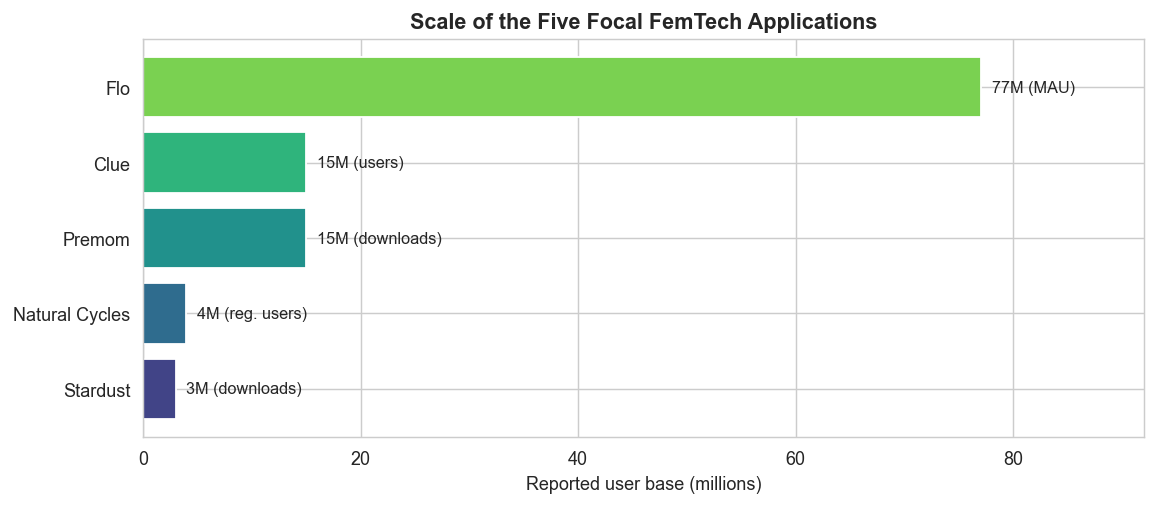 Scale of the Five Focal FemTech Applications
Flo
77M (MAU)
Clue
15M (users)
Premom
15M (downloads)
Natural Cycles
4M (reg. users)
Stardust
3M (downloads)
0 20 40 60 80
Reported user base (millions)